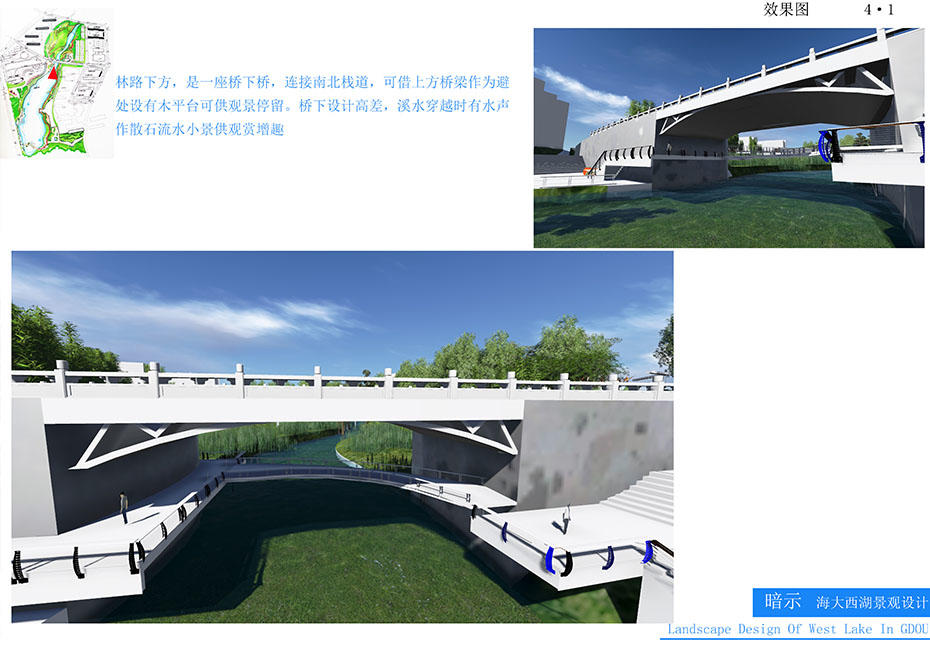 效果图 4·1
林路下方，是一座桥下桥，连接南北栈道，可借上方桥梁作为避
处设有木平台可供观景停留。桥下设计高差，溪水穿越时有水声
作散石流水小景供观赏增趣
暗示 海大西湖景观设计
Landscape Design Of West Lake In GDOU